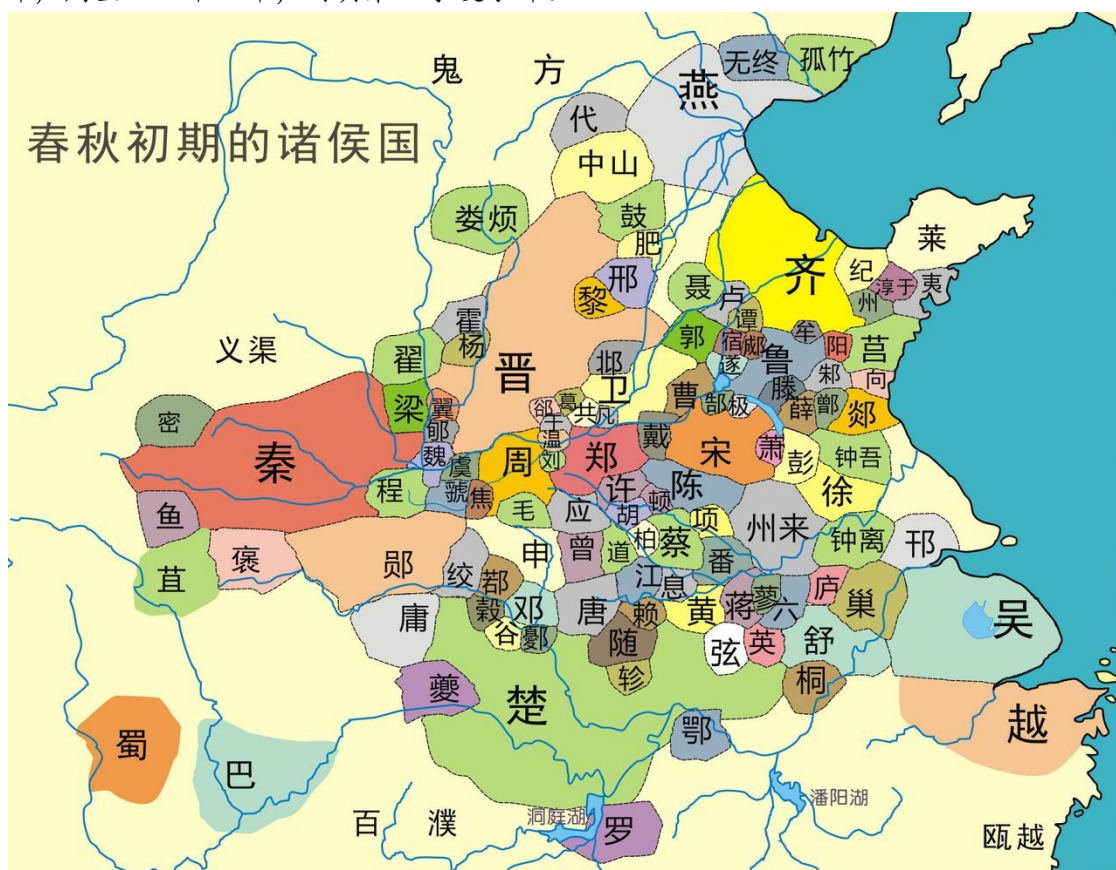 鬼方
无终
孤竹
燕
代
春秋初期的诸侯国
中山
娄烦
鼓
肥
莱
邢
齐
纪
淳于
夷
黎
聂
卢
州
霍
谭
杨
郭
宿
郕
牟
阳
莒
义渠
翟
晋
邶
遂
鲁
邾
向
卫
曹
滕
梁
翼
葛
共
凡
郜
极
薛
鄫
郯
密
郇
温
戴
宋
萧
彭
钟吾
秦
魏
虞
周
刘
郑
程
虢
焦
许
顿
陈
徐
鱼
毛
应
胡
项
州来
钟离
邗
苴
褒
郧
绞
鄀
申
曾
道
柏
蔡
番
江
息
庸
榖
邓
唐
赖
黄
蒋
蓼
六
庐
巢
吴
谷
鄾
随
弦
英
舒
夔
轸
桐
楚
蜀
巴
鄂
越
洞庭湖
潘阳湖
百濮
罗
瓯越